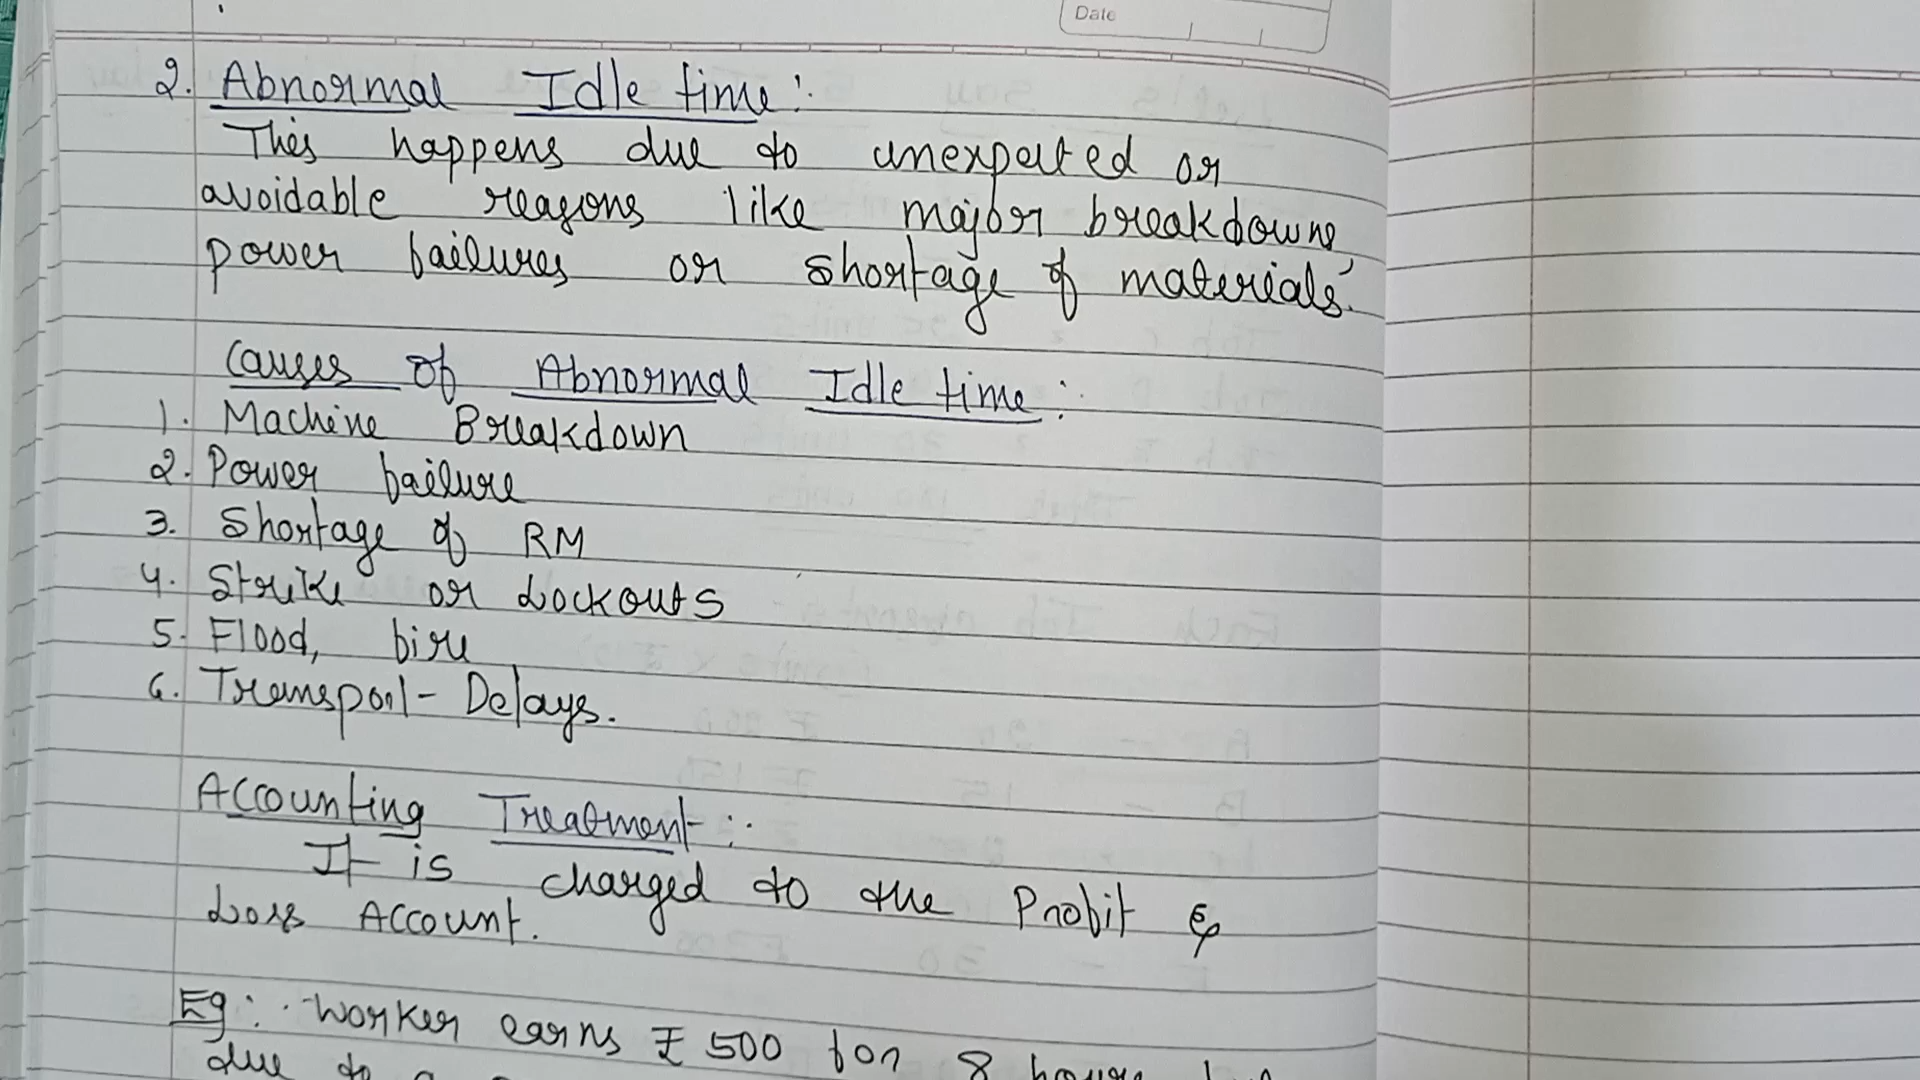 Date
2. Abnormal Idle time:
This happens due to unexpected or
avoidable reasons like major breakdowns,
power failures or shortage of materials.
Causes of Abnormal Idle time:
1. Machine Breakdown
2. Power failure
3. Shortage of RM
4. Strike or Lockouts
5. Flood, fire
6. Transport- Delays.
Accounting Treatment:
It is charged to the Profit &
Loss Account.
Eg: Worker earns ₹ 500 for 8 hours
due to a